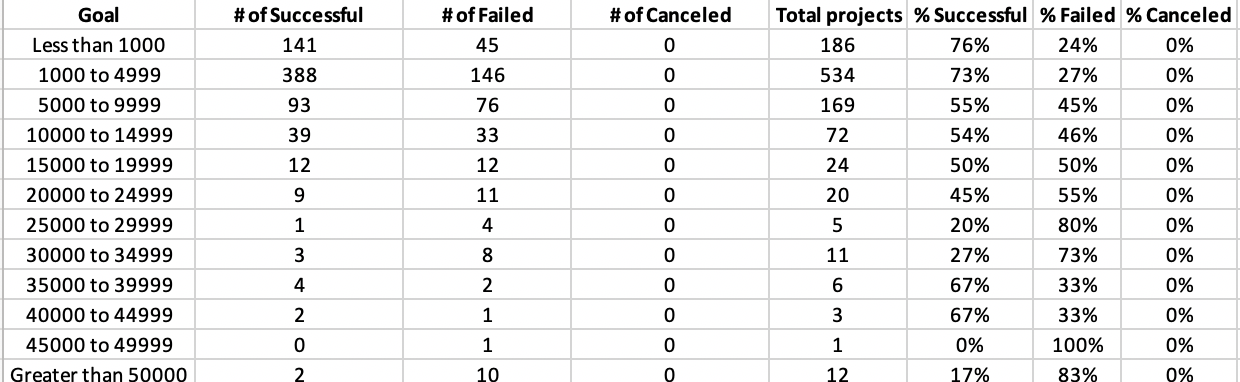 Goal # of Successful # of Failed # of Canceled Total projects % Successful % Failed % Canceled
Less than 1000 141 45 0 186 76% 24% 0%
1000 to 4999 388 146 0 534 73% 27% 0%
5000 to 9999 93 76 0 169 55% 45% 0%
10000 to 14999 39 33 0 72 54% 46% 0%
15000 to 19999 12 12 0 24 50% 50% 0%
20000 to 24999 9 11 0 20 45% 55% 0%
25000 to 29999 1 4 0 5 20% 80% 0%
30000 to 34999 3 8 0 11 27% 73% 0%
35000 to 39999 4 2 0 6 67% 33% 0%
40000 to 44999 2 1 0 3 67% 33% 0%
45000 to 49999 0 1 0 1 0% 100% 0%
Greater than 50000 2 10 0 12 17% 83% 0%